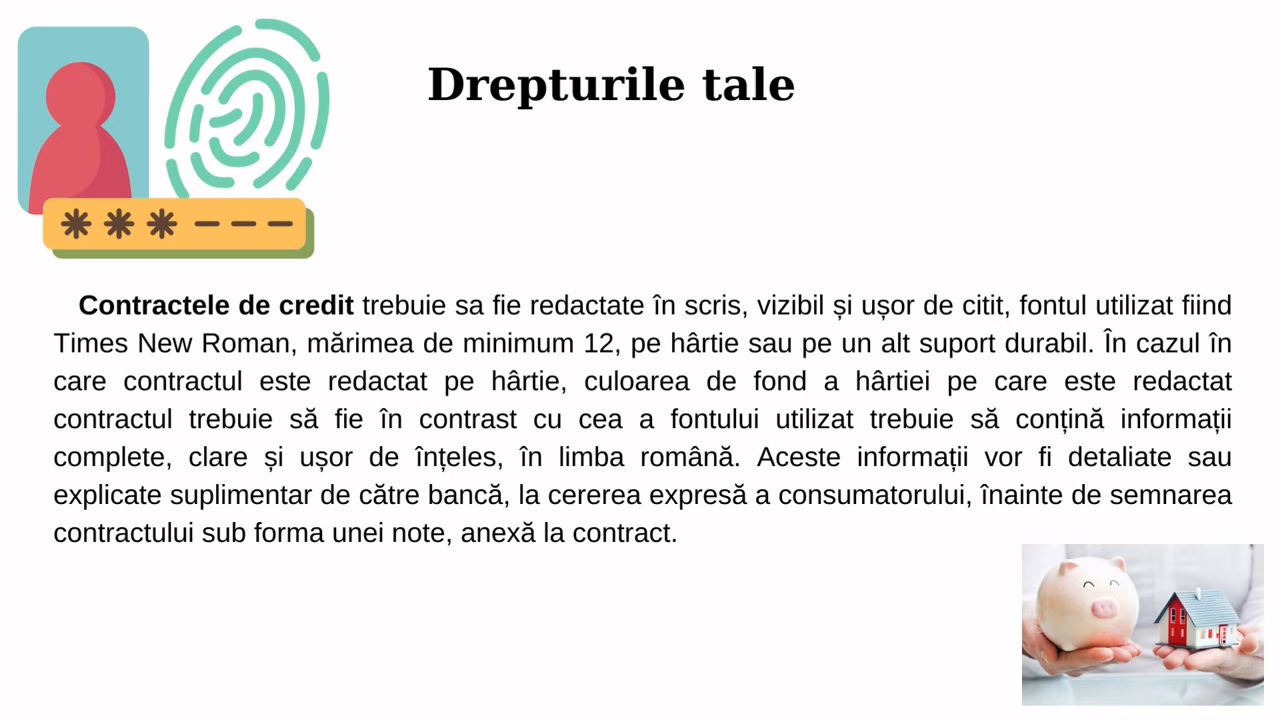 Drepturile tale
*** ---
Contractele de credit trebuie sa fie redactate în scris, vizibil și ușor de citit, fontul utilizat fiind
Times New Roman, mărimea de minimum 12, pe hârtie sau pe un alt suport durabil. În cazul în
care contractul este redactat pe hârtie, culoarea de fond a hârtiei pe care este redactat
contractul trebuie să fie în contrast cu cea a fontului utilizat trebuie să conțină informații
complete, clare și ușor de înțeles, în limba română. Aceste informații vor fi detaliate sau
explicate suplimentar de către bancă, la cererea expresă a consumatorului, înainte de semnarea
contractului sub forma unei note, anexă la contract.